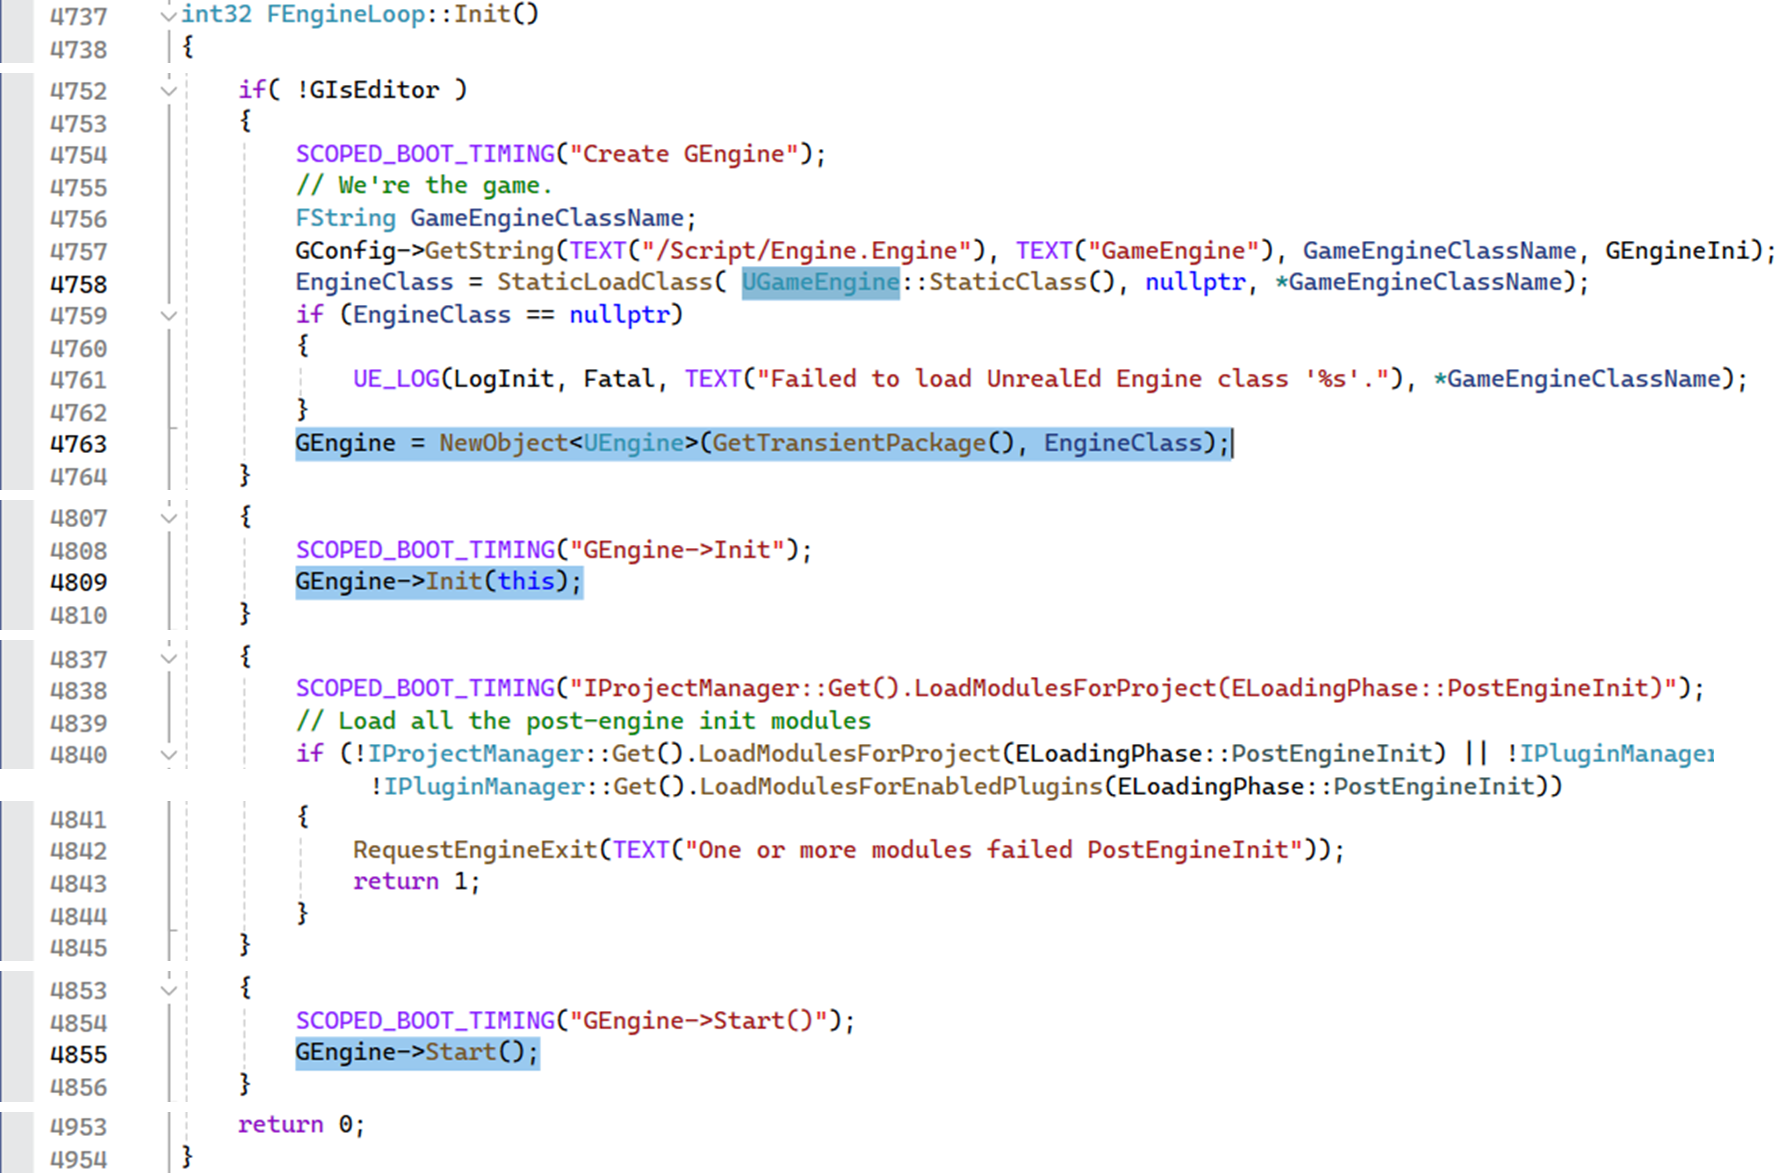 4737 int32 FEngineLoop::Init()
4738 {
4752 if( !GIsEditor )
4753 {
4754 SCOPED_BOOT_TIMING("Create GEngine");
4755 // We're the game.
4756 FString GameEngineClassName;
4757 GConfig->GetString(TEXT("/Script/Engine.Engine"), TEXT("GameEngine"), GameEngineClassName, GEngineIni);
4758 EngineClass = StaticLoadClass( UGameEngine::StaticClass(), nullptr, *GameEngineClassName);
4759 if (EngineClass == nullptr)
4760 {
4761 UE_LOG(LogInit, Fatal, TEXT("Failed to load UnrealEd Engine class '%s'."), *GameEngineClassName);
4762 }
4763 GEngine = NewObject<UEngine>(GetTransientPackage(), EngineClass);
4764 }
4807 {
4808 SCOPED_BOOT_TIMING("GEngine->Init");
4809 GEngine->Init(this);
4810 }
4837 {
4838 SCOPED_BOOT_TIMING("IProjectManager::Get().LoadModulesForProject(ELoadingPhase::PostEngineInit)");
4839 // Load all the post-engine init modules
4840 if (!IProjectManager::Get().LoadModulesForProject(ELoadingPhase::PostEngineInit) || !IPluginManager
!IPluginManager::Get().LoadModulesForEnabledPlugins(ELoadingPhase::PostEngineInit))
4841 {
4842 RequestEngineExit(TEXT("One or more modules failed PostEngineInit"));
4843 return 1;
4844 }
4845 }
4853 {
4854 SCOPED_BOOT_TIMING("GEngine->Start()");
4855 GEngine->Start();
4856 }
4953 return 0;
4954 }